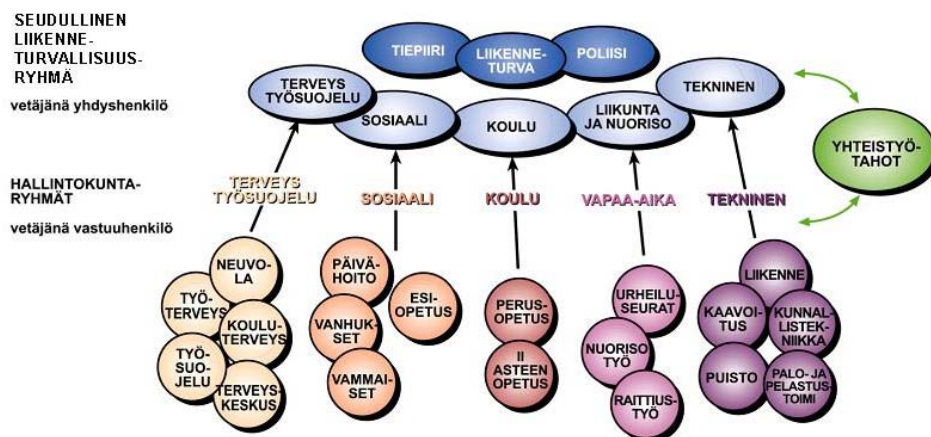 SEUDULLINEN
LIIKENNE-
TURVALLISUUS-
RYHMÄ
vetäjänä yhdyshenkilö
TIEPIIRI
LIIKENNE-
TURVA
POLIISI
TERVEYS
TYÖSUOJELU
SOSIAALI
KOULU
LIIKUNTA
JA NUORISO
TEKNINEN
YHTEISTYÖ-
TAHOT
HALLINTOKUNTA-
RYHMÄT
vetäjänä vastuuhenkilö
TERVEYS
TYÖSUOJELU
SOSIAALI
KOULU
VAPAA-AIKA
TEKNINEN
NEUVO-
LA
TYÖ-
TERVEYS
KOULU-
TERVEYS
TYÖ-
SUO-
JELU
TERVEYS-
KESKUS
PÄIVÄ-
HOITO
ESI-
OPETUS
VANHUK-
SET
VAMMAI-
SET
PERUS-
OPETUS
II
ASTEEN
OPETUS
URHEILU-
SEURAT
NUORISO
TYÖ
RAITTIUS-
TYÖ
LIIKENNE
KAAVOI-
TUS
KUNNAL-
LISTEK-
NIIKKA
PUISTO
PALO- JA
PELASTUS-
TOIMI